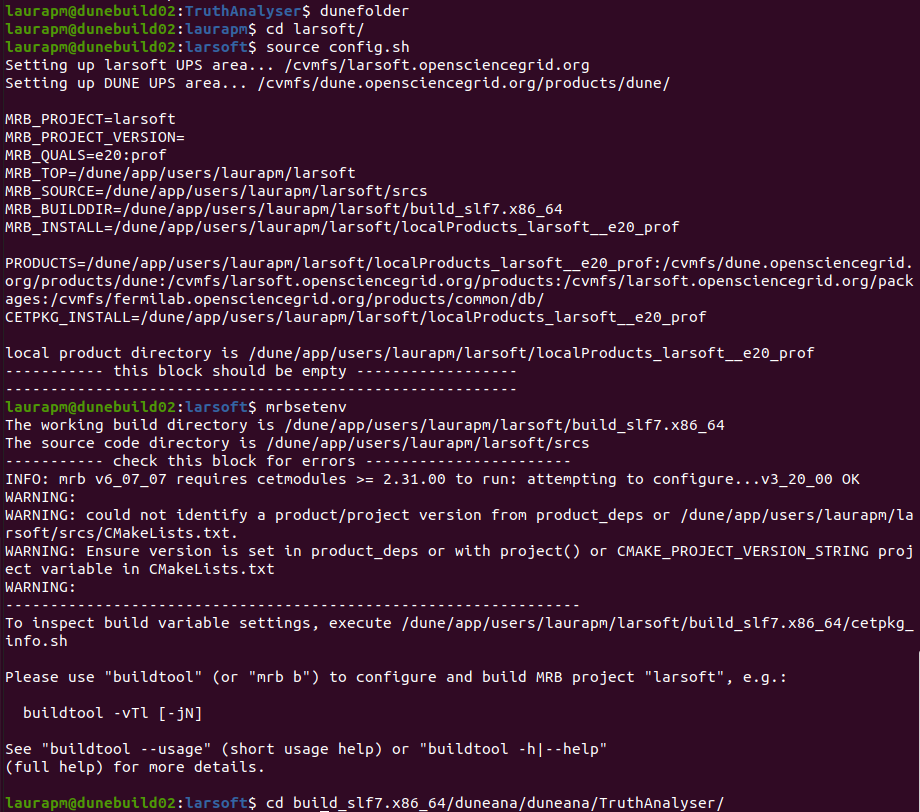 laurapm@dunebuild02:TruthAnalyser$ dunefolder
laurapm@dunebuild02:laurapm$ cd larsoft/
laurapm@dunebuild02:larsoft$ source config.sh
Setting up larsoft UPS area... /cvmfs/larsoft.opensciencegrid.org
Setting up DUNE UPS area... /cvmfs/dune.opensciencegrid.org/products/dune/
MRB_PROJECT=larsoft
MRB_PROJECT_VERSION=
MRB_QUALS=e20:prof
MRB_TOP=/dune/app/users/laurapm/larsoft
MRB_SOURCE=/dune/app/users/laurapm/larsoft/srcs
MRB_BUILDDIR=/dune/app/users/laurapm/larsoft/build_slf7.x86_64
MRB_INSTALL=/dune/app/users/laurapm/larsoft/localProducts_larsoft__e20_prof
PRODUCTS=/dune/app/users/laurapm/larsoft/localProducts_larsoft__e20_prof:/cvmfs/dune.opensciencegrid.
org/products/dune:/cvmfs/larsoft.opensciencegrid.org/products:/cvmfs/larsoft.opensciencegrid.org/pack
ages:/cvmfs/fermilab.opensciencegrid.org/products/common/db/
CETPKG_INSTALL=/dune/app/users/laurapm/larsoft/localProducts_larsoft__e20_prof
local product directory is /dune/app/users/laurapm/larsoft/localProducts_larsoft__e20_prof
----------- this block should be empty ------------------
---------------------------------------------------------
laurapm@dunebuild02:larsoft$ mrbsetenv
The working build directory is /dune/app/users/laurapm/larsoft/build_slf7.x86_64
The source code directory is /dune/app/users/laurapm/larsoft/srcs
----------- check this block for errors -----------------------
INFO: mrb v6_07_07 requires cetmodules >= 2.31.00 to run: attempting to configure...v3_20_00 OK
WARNING:
WARNING: could not identify a product/project version from product_deps or /dune/app/users/laurapm/la
rsoft/srcs/CMakeLists.txt.
WARNING: Ensure version is set in product_deps or with project() or CMAKE_PROJECT_VERSION_STRING proj
ect variable in CMakeLists.txt
WARNING:
----------------------------------------------------------------
To inspect build variable settings, execute /dune/app/users/laurapm/larsoft/build_slf7.x86_64/cetpkg_
info.sh
Please use "buildtool" (or "mrb b") to configure and build MRB project "larsoft", e.g.:
buildtool -vTl [-jN]
See "buildtool --usage" (short usage help) or "buildtool -h|--help"
(full help) for more details.
laurapm@dunebuild02:larsoft$ cd build_slf7.x86_64/duneana/duneana/TruthAnalyser/